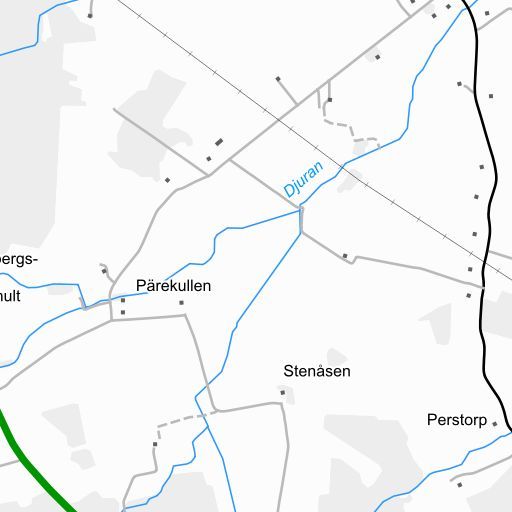 Djuran
bergs-
hult
Pärekullen
Stenåsen
Perstorp